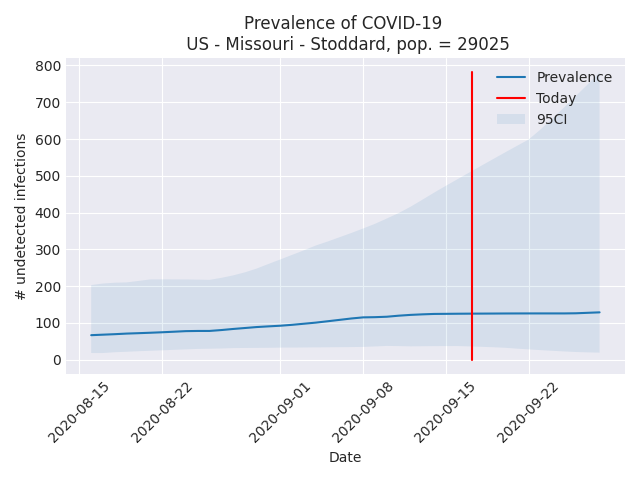 Prevalence of COVID-19
US - Missouri - Stoddard, pop. = 29025
800
700
600
500
400
300
200
100
0
# undetected infections
Prevalence
Today
95CI
2020-08-15
2020-08-22
2020-09-01
2020-09-08
2020-09-15
2020-09-22
Date